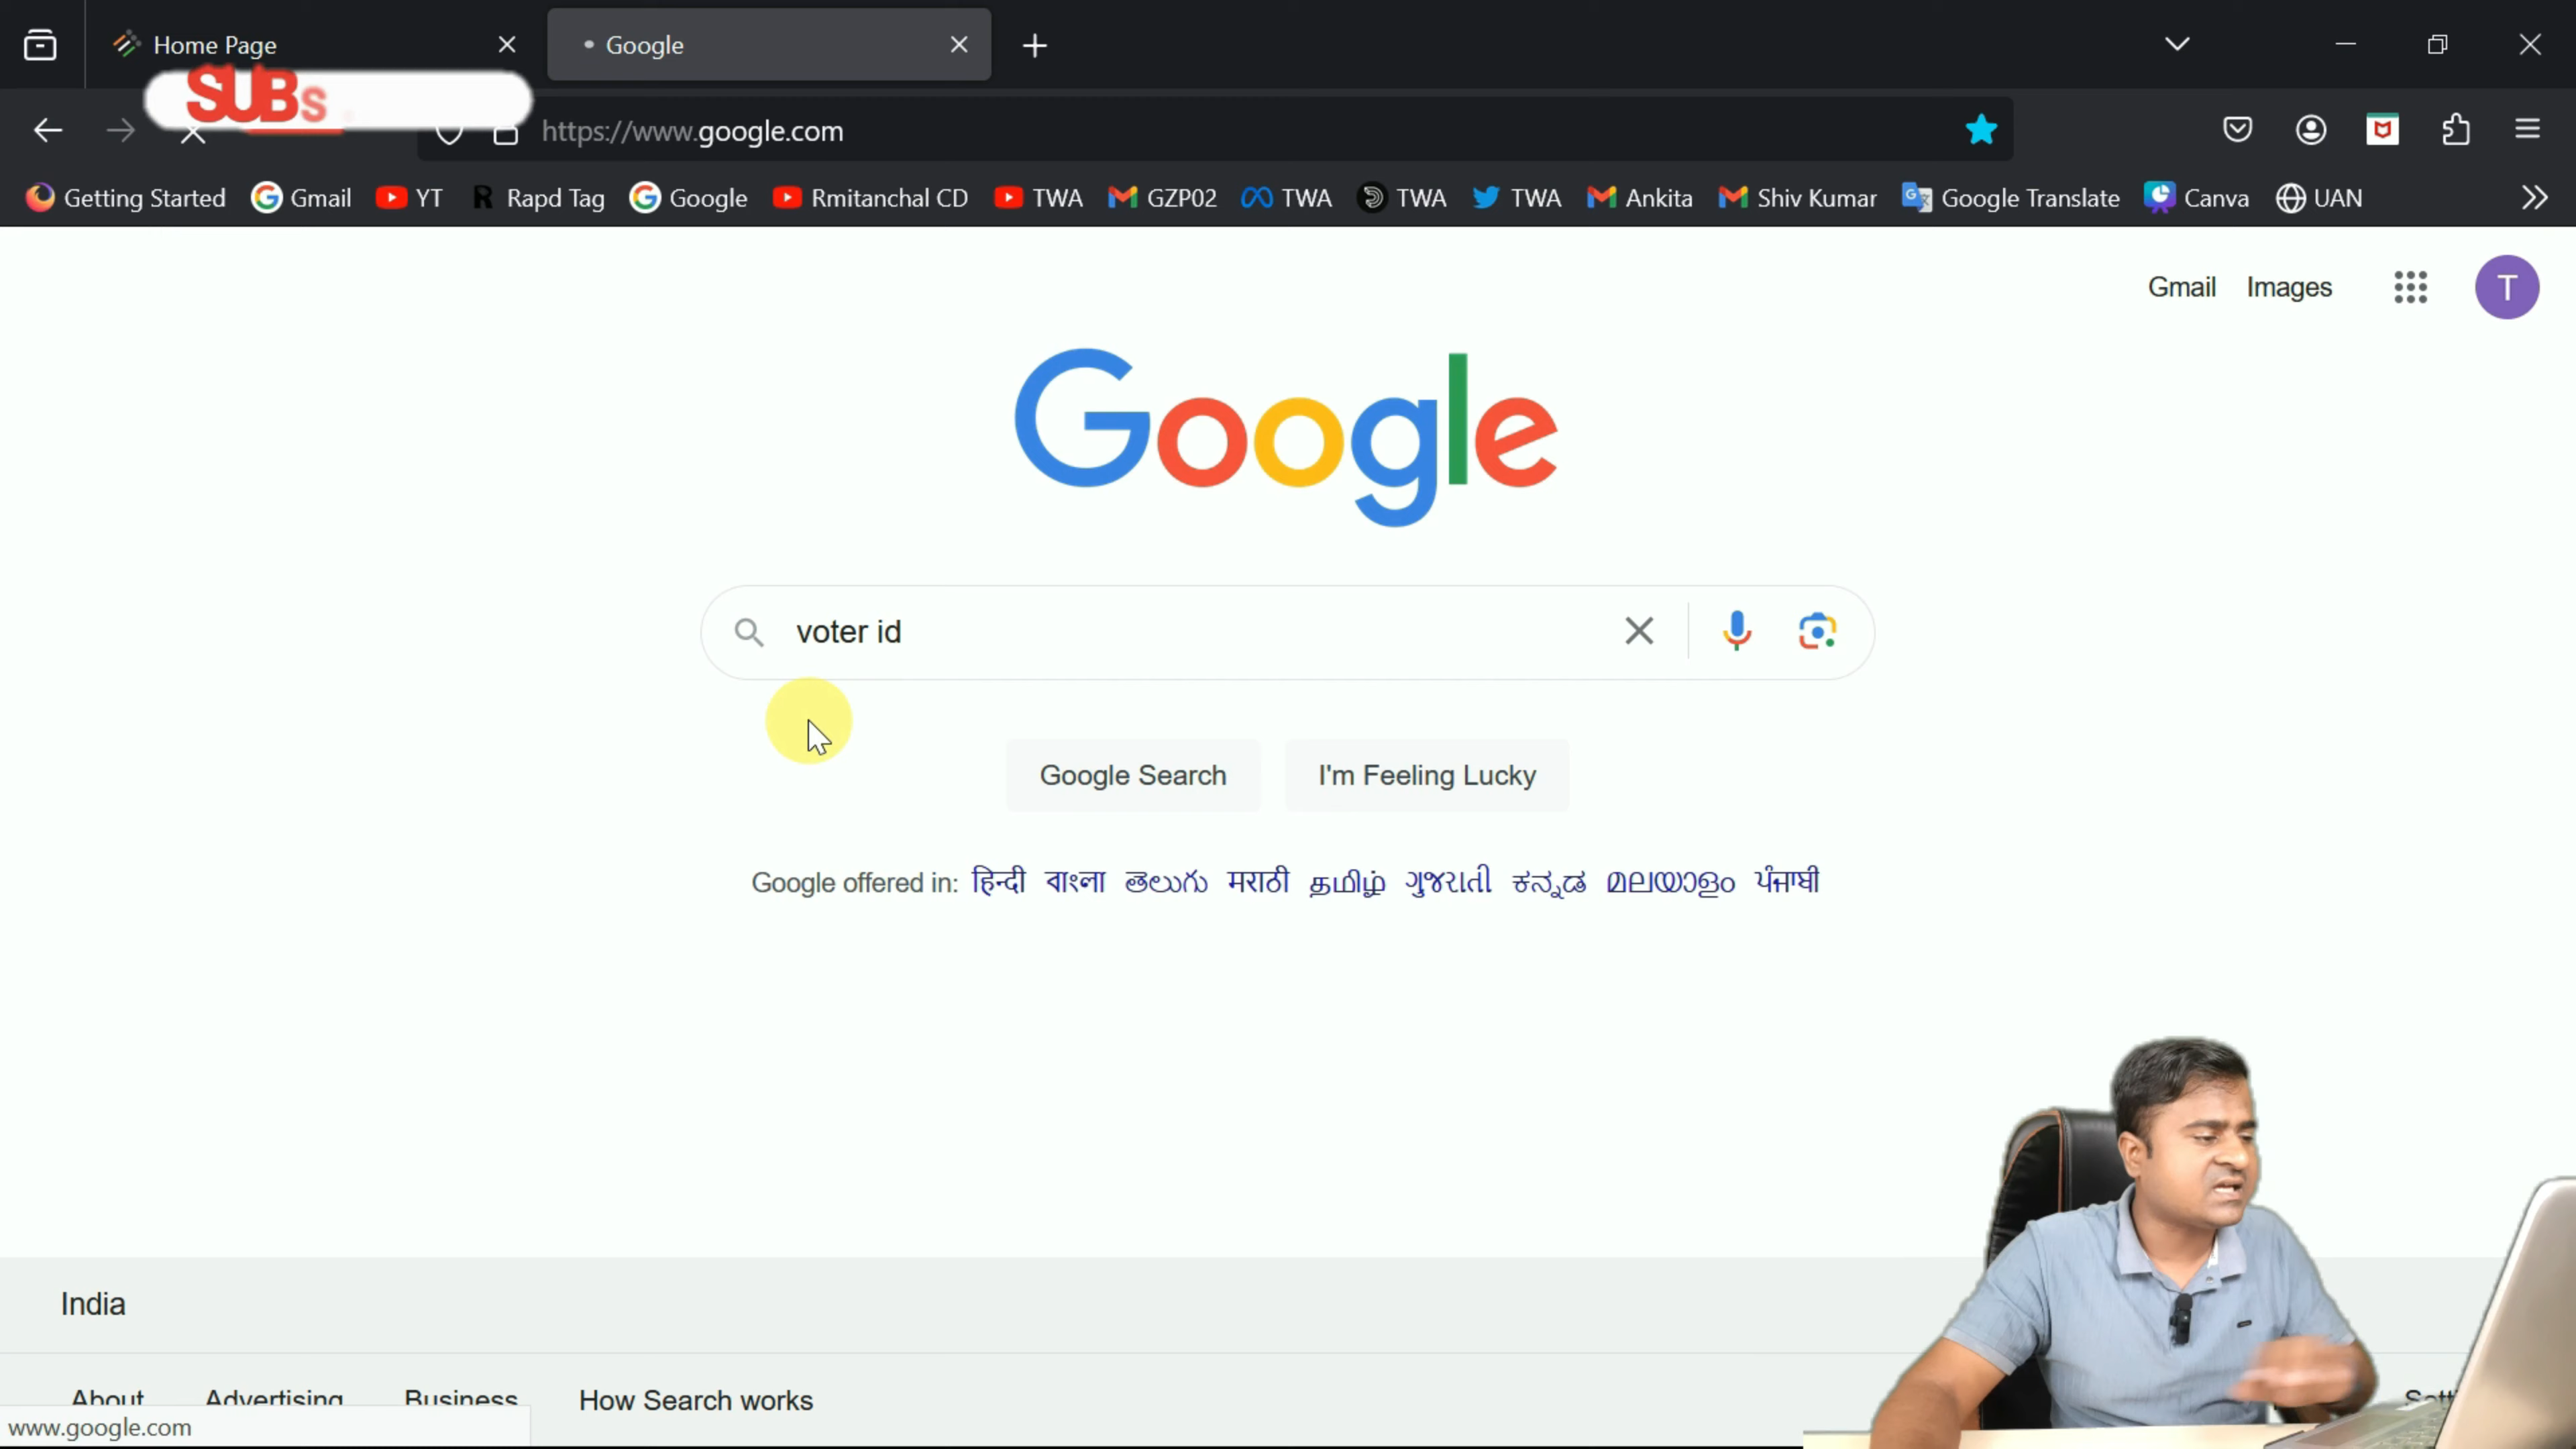 Home Page
Google
SUBs
https://www.google.com
Getting Started Gmail YT Rapd Tag Google Rmitanchal CD TWA GZP02 TWA TWA TWA Ankita Shiv Kumar Google Translate Canva UAN
Gmail Images T
Google
voter id
Google Search I'm Feeling Lucky
Google offered in: हिन्दी বাংলা తెలుగు मराठी தமிழ் ગુજરાતી ಕನ್ನಡ മലയാളം ਪੰਜਾਬੀ
India
About Advertising Business How Search works
www.google.com